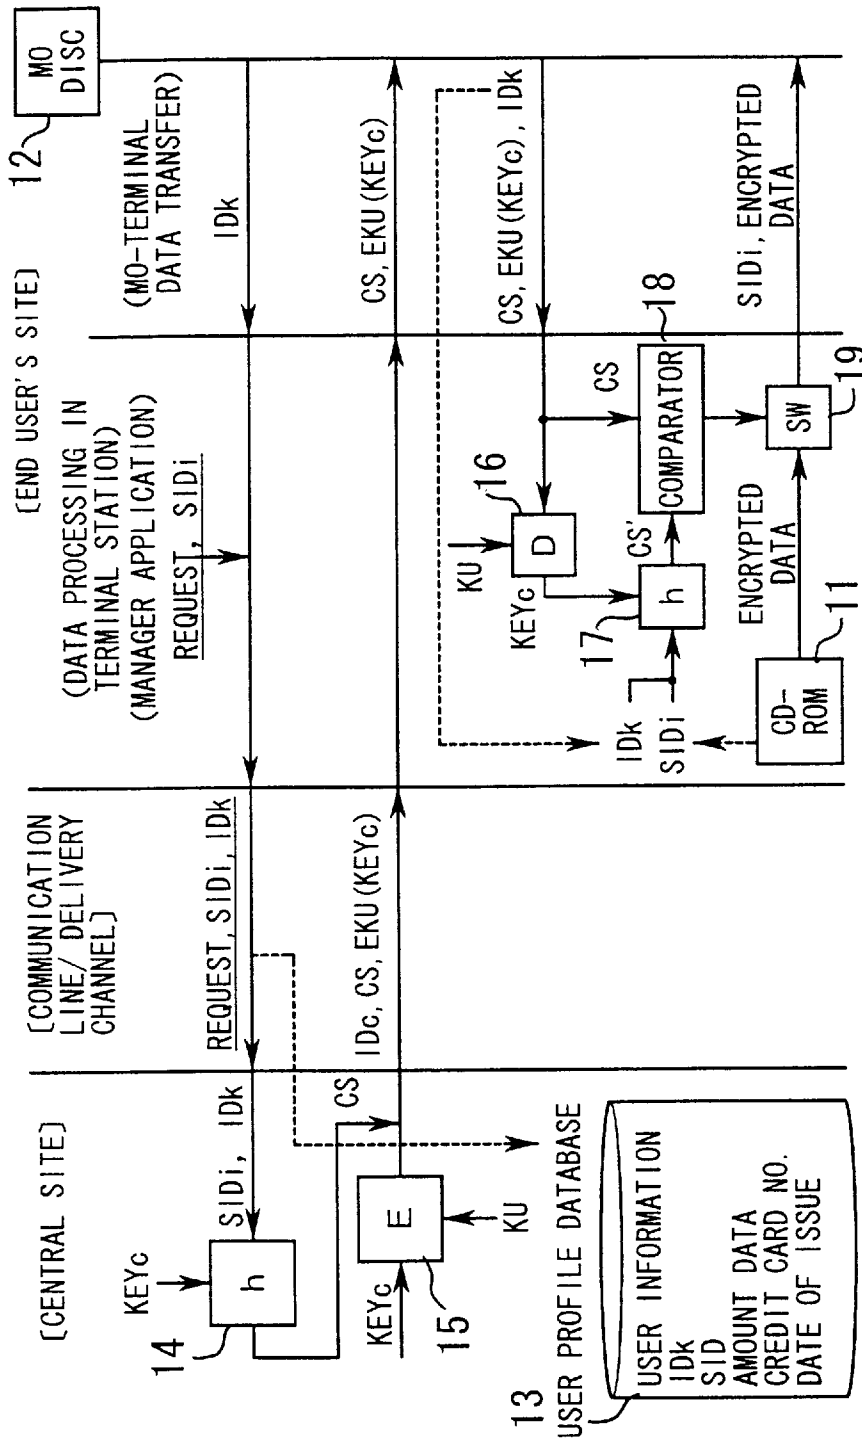 [CENTRAL SITE]
[COMMUNICATION
LINE/ DELIVERY
CHANNEL]
[END USER'S SITE]
(DATA PROCESSING IN
TERMINAL STATION)
(MANAGER APPLICATION)
REQUEST, SIDi
(MO-TERMINAL
DATA TRANSFER)
12
MO
DISC
KEYc
14
h
SIDi, IDk
REQUEST, SIDi, IDk
IDk
CS
KEYc
15
E
KU
IDc, CS, EKU(KEYc)
CS, EKU(KEYc)
CS, EKU(KEYc), IDk
KU
16
D
KEYc
17
h
CS'
CS
18
COMPARATOR
IDk
SIDi
11
CD-
ROM
ENCRYPTED
DATA
SW
19
SIDi, ENCRYPTED
DATA
13
USER PROFILE DATABASE
USER INFORMATION
IDk
SID
AMOUNT DATA
CREDIT CARD NO.
DATE OF ISSUE